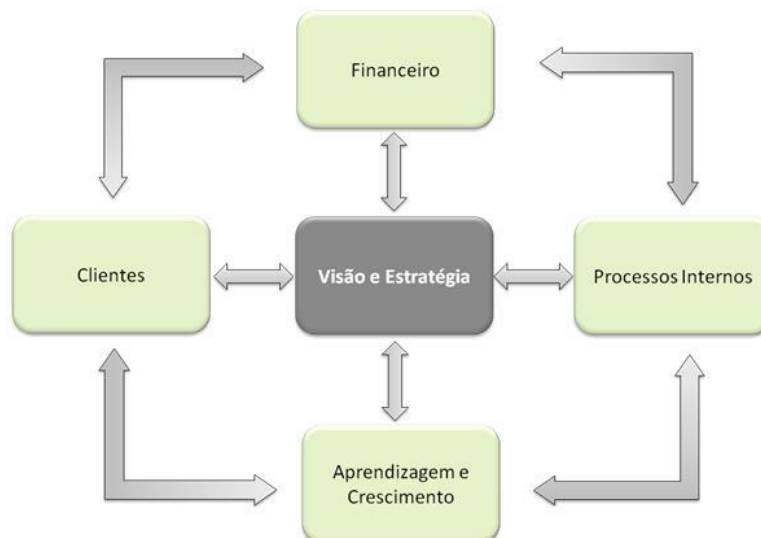 Financeiro
Clientes
Visão e Estratégia
Processos Internos
Aprendizagem e
Crescimento